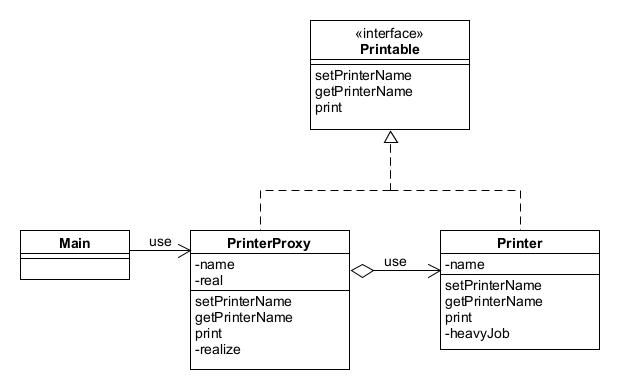 «interface»
Printable
setPrinterName
getPrinterName
print
Main
use
PrinterProxy
-name
-real
setPrinterName
getPrinterName
print
-realize
use
Printer
-name
setPrinterName
getPrinterName
print
-heavyJob